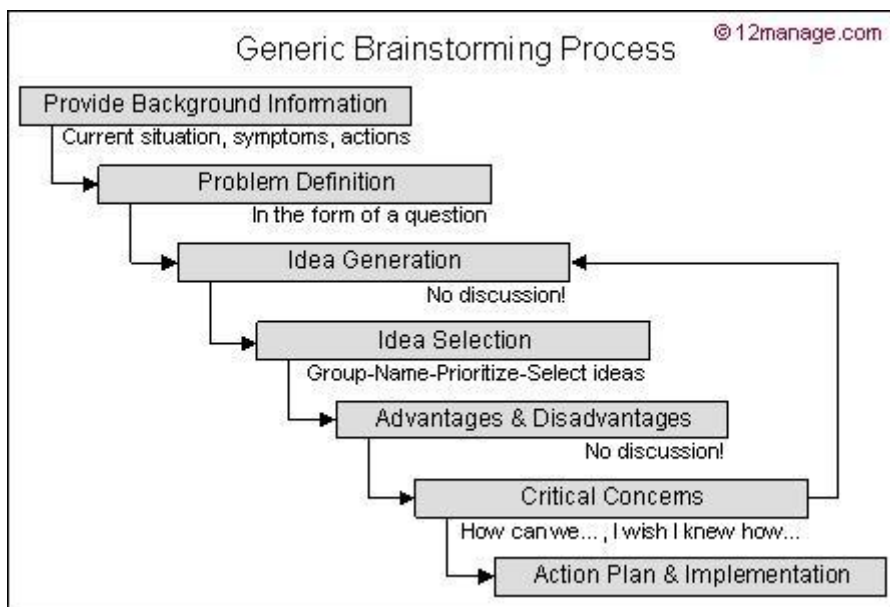 © 12manage.com
Generic Brainstorming Process
Provide Background Information
Current situation, symptoms, actions
Problem Definition
In the form of a question
Idea Generation
No discussion!
Idea Selection
Group-Name-Prioritize-Select ideas
Advantages & Disadvantages
No discussion!
Critical Concerns
How can we... , I wish I knew how...
Action Plan & Implementation